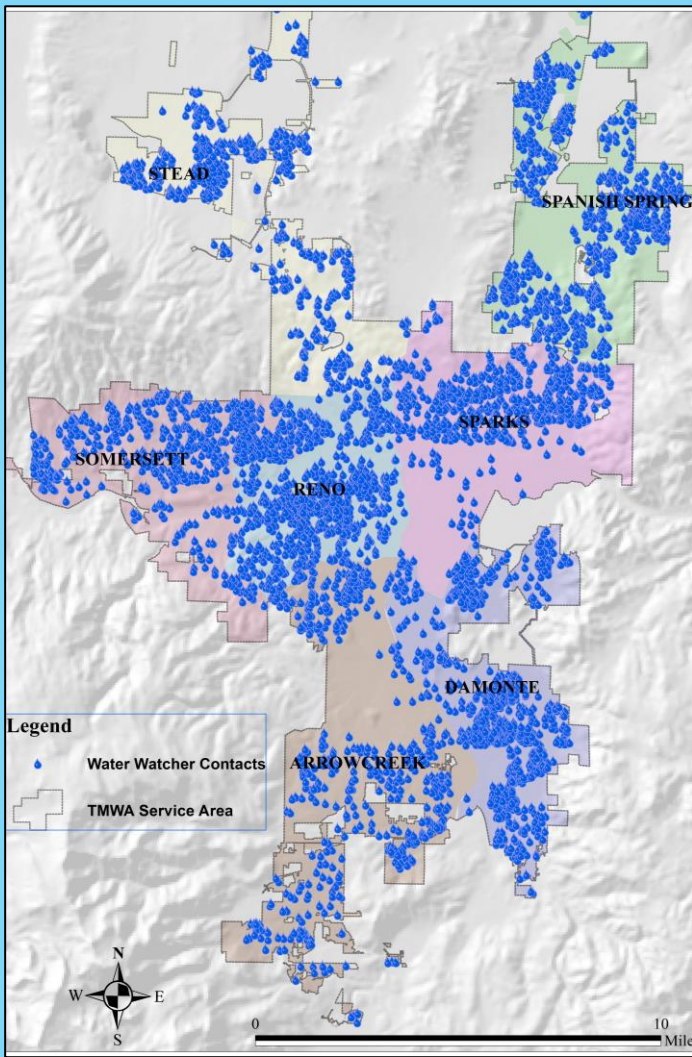 STEAD
SPANISH SPRING
SPARKS
SOMERSETT
RENO
DAMONTE
ARROWCREEK
Legend
Water Watcher Contacts
TMWA Service Area
N
W E
S
0 10
Mile